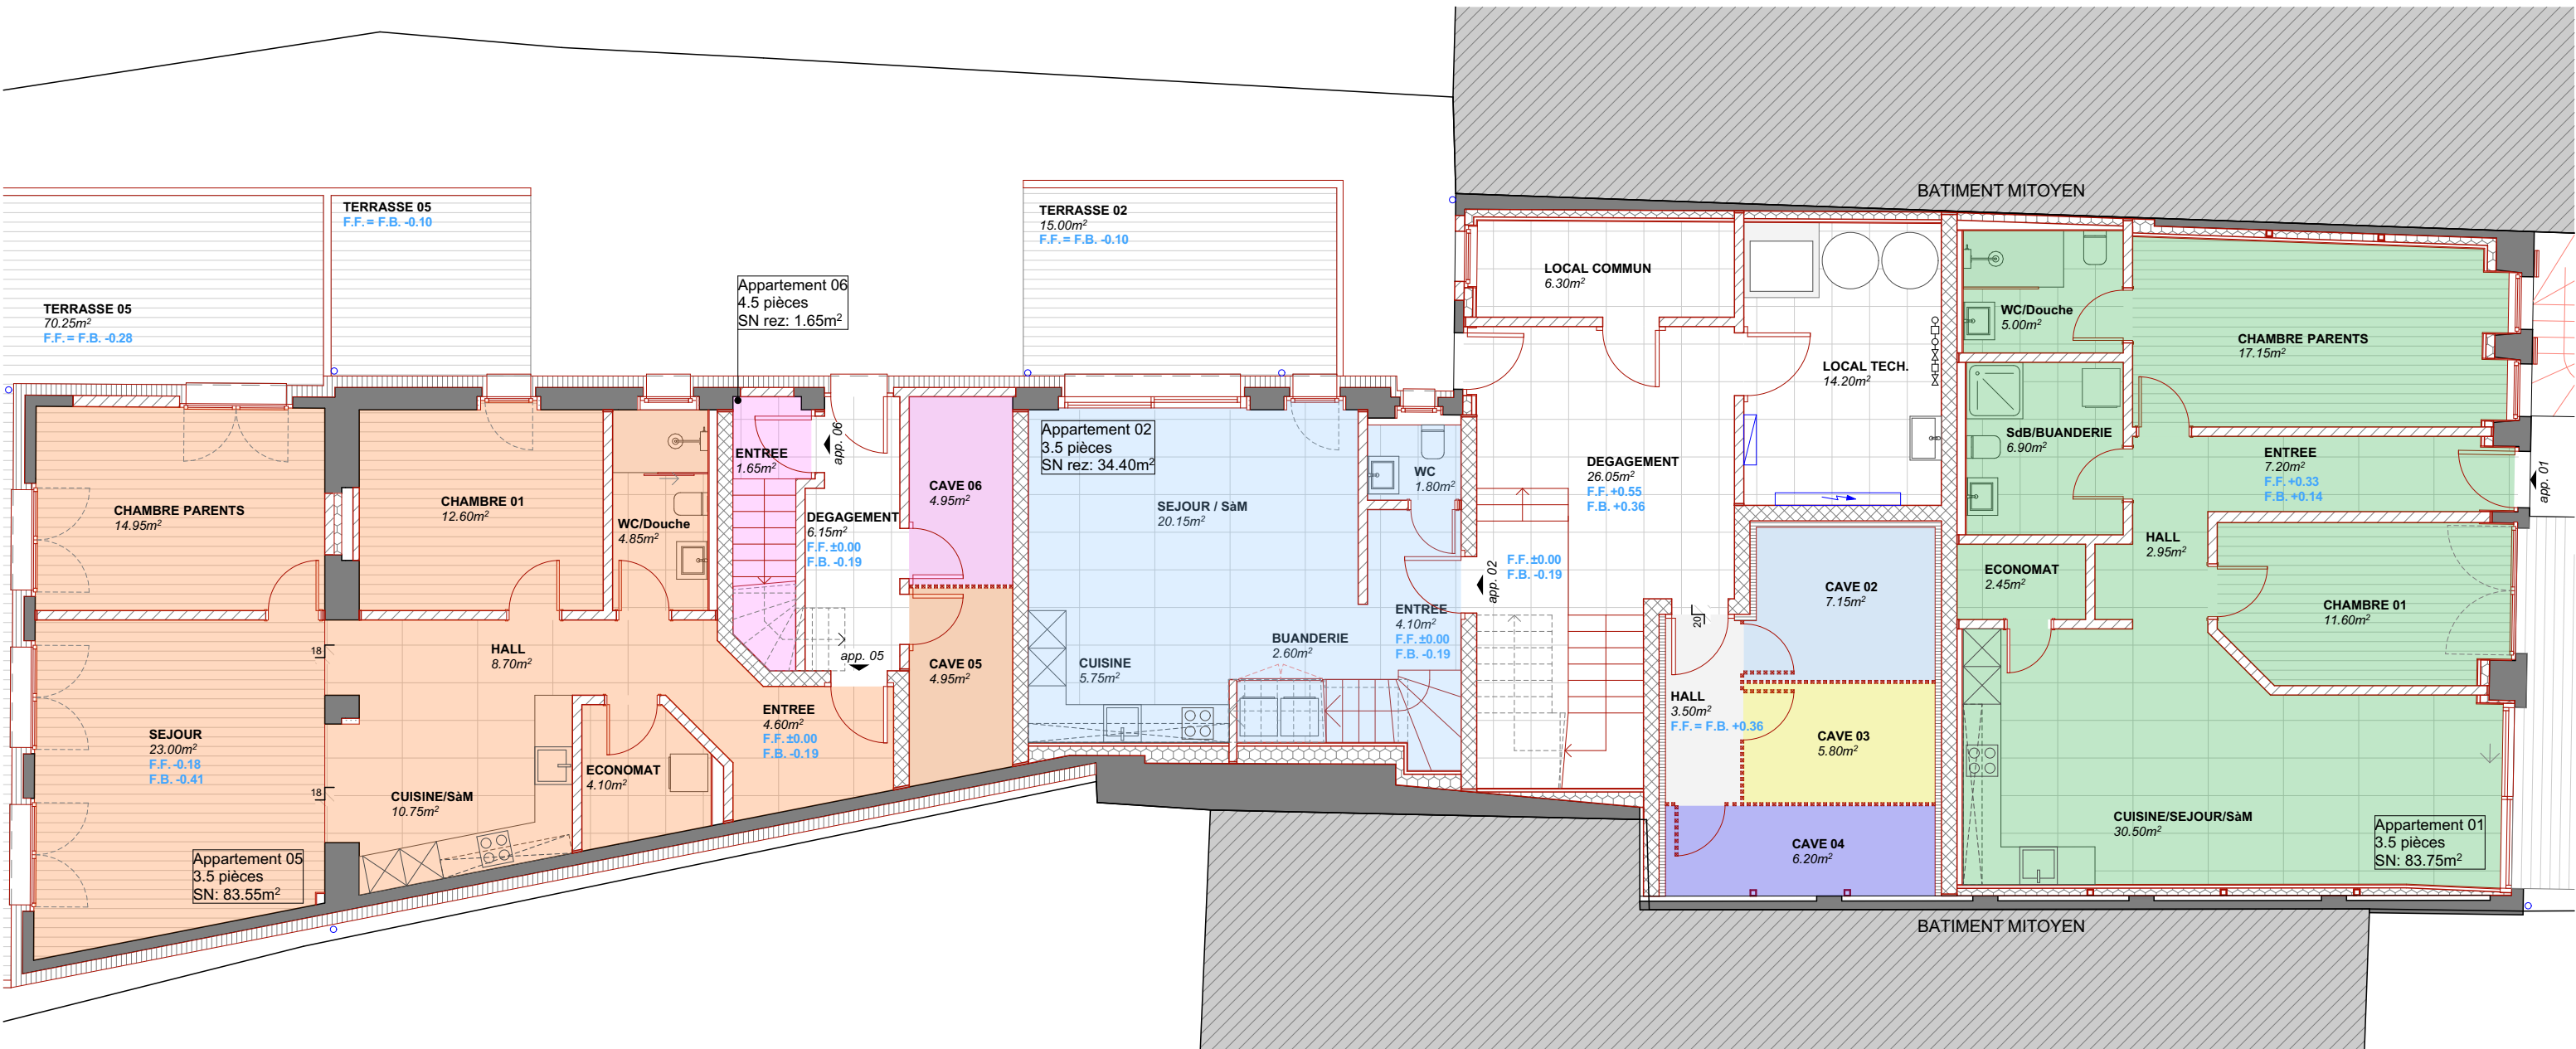 BATIMENT MITOYEN
TERRASSE 05
F.F. = F.B. -0.10
TERRASSE 05
70.25m²
F.F. = F.B. -0.28
TERRASSE 02
15.00m²
F.F. = F.B. -0.10
Appartement 06
4.5 pièces
SN rez: 1.65m²
CHAMBRE PARENTS
14.95m²
CHAMBRE 01
12.60m²
WC/Douche
4.85m²
ENTREE
1.65m²
app. 06
DEGAGEMENT
6.15m²
F.F. ±0.00
F.B. -0.19
app. 05
CAVE 06
4.95m²
CAVE 05
4.95m²
SEJOUR
23.00m²
F.F. -0.18
F.B. -0.41
18
18
HALL
8.70m²
CUISINE/SàM
10.75m²
ECONOMAT
4.10m²
ENTREE
4.60m²
F.F. ±0.00
F.B. -0.19
Appartement 05
3.5 pièces
SN: 83.55m²
Appartement 02
3.5 pièces
SN rez: 34.40m²
SEJOUR / SàM
20.15m²
WC
1.80m²
CUISINE
5.75m²
BUANDERIE
2.60m²
ENTREE
4.10m²
F.F. ±0.00
F.B. -0.19
app. 02
F.F. ±0.00
F.B. -0.19
LOCAL COMMUN
6.30m²
DEGAGEMENT
26.05m²
F.F. +0.55
F.B. +0.36
LOCAL TECH.
14.20m²
20
HALL
3.50m²
F.F. = F.B. +0.36
CAVE 02
7.15m²
CAVE 03
5.80m²
CAVE 04
6.20m²
WC/Douche
5.00m²
CHAMBRE PARENTS
17.15m²
SdB/BUANDERIE
6.90m²
ENTREE
7.20m²
F.F. +0.33
F.B. +0.14
app. 01
HALL
2.95m²
ECONOMAT
2.45m²
CHAMBRE 01
11.60m²
CUISINE/SEJOUR/SàM
30.50m²
Appartement 01
3.5 pièces
SN: 83.75m²
BATIMENT MITOYEN